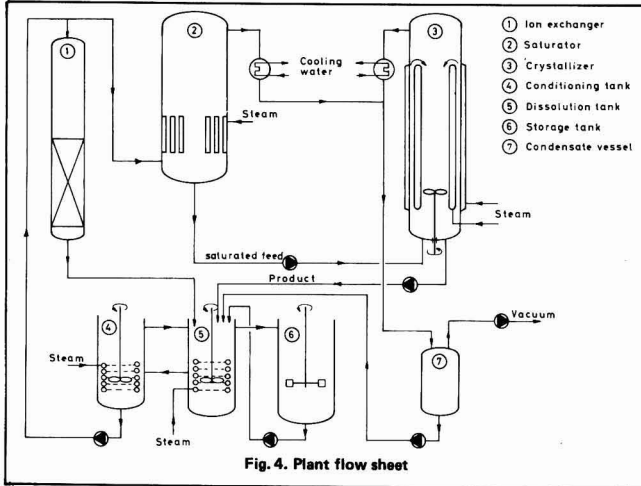 1
2
3
Cooling
water
Steam
Steam
saturated feed
Product
4
5
6
7
Steam
Steam
Vacuum
1 Ion exchanger
2 Saturator
3 Crystallizer
4 Conditioning tank
5 Dissolution tank
6 Storage tank
7 Condensate vessel
Fig. 4. Plant flow sheet